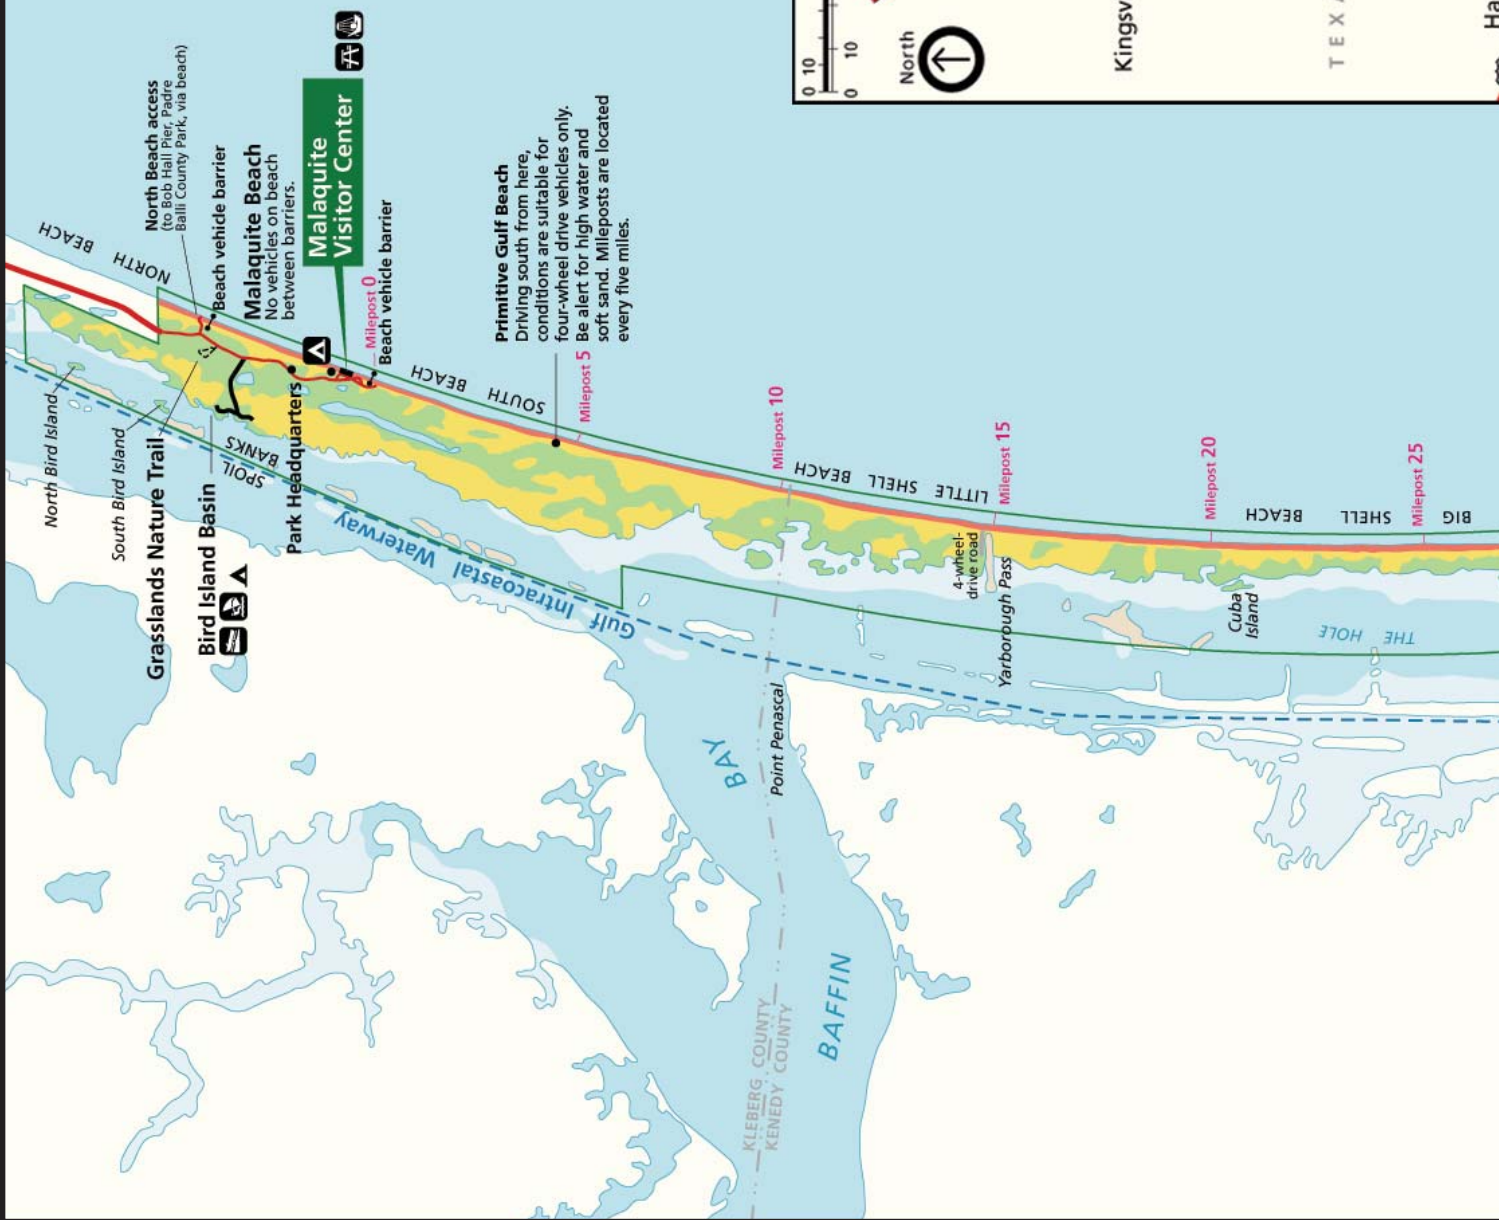 NORTH BEACH
North Beach access
(to Bob Hall Pier, Padre
Balli County Park, via beach)
Beach vehicle barrier
Malaquite Beach
No vehicles on beach
between barriers.
Malaquite
Visitor Center
Milepost 0
Beach vehicle barrier
Primitive Gulf Beach
Driving south from here,
conditions are suitable for
four-wheel drive vehicles only.
Be alert for high water and
soft sand. Mileposts are located
every five miles.
North Bird Island
South Bird Island
Grasslands Nature Trail
Bird Island Basin
Park Headquarters
SPOIL BANKS
Gulf Intracoastal Waterway
SOUTH BEACH
Milepost 5
Milepost 10
LITTLE SHELL BEACH
Milepost 15
4-wheel-
drive road
Yarborough Pass
Milepost 20
Cuba
Island
THE HOLE
BIG SHELL BEACH
Milepost 25
Point Penascal
BAFFIN BAY
KLEBERG COUNTY
KENEDY COUNTY
0 10
0 10
North
Kingsv
TEXA
Ha